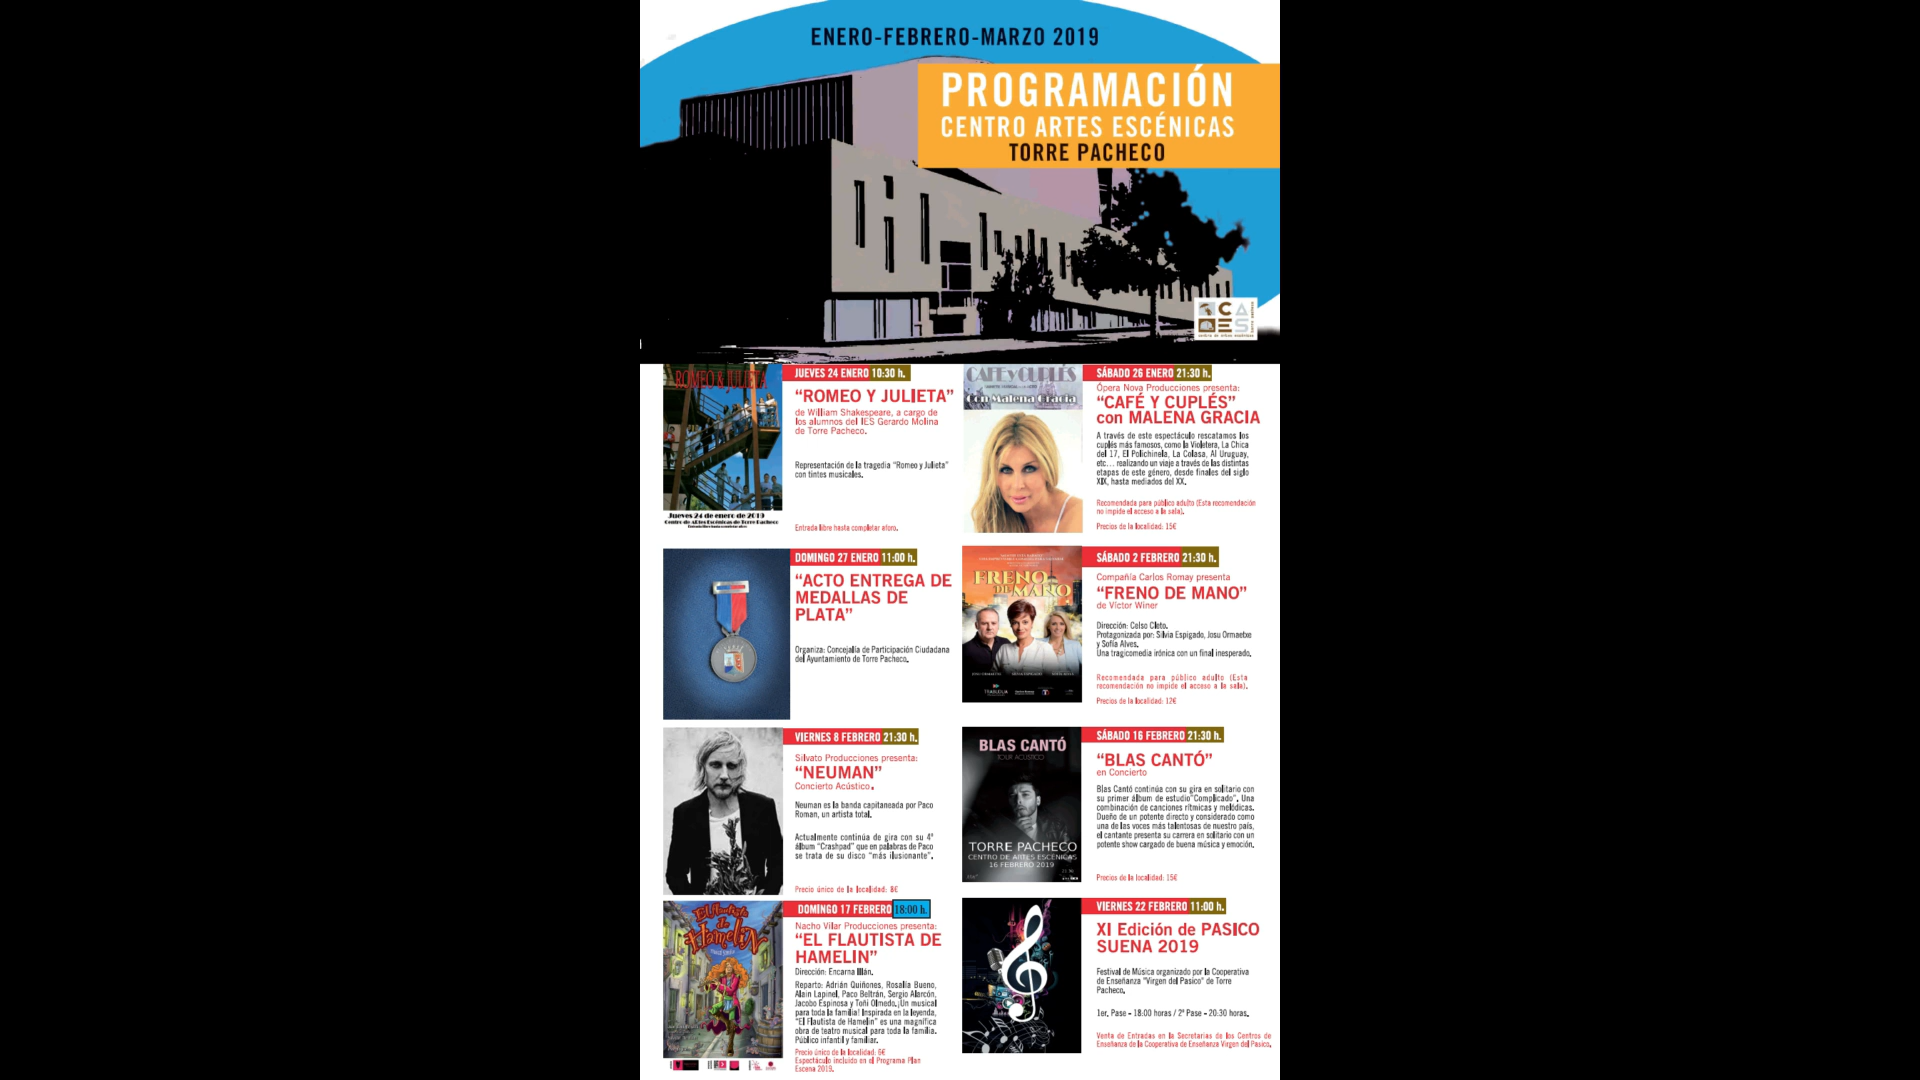 ENERO-FEBRERO-MARZO 2019
PROGRAMACIÓN
CENTRO ARTES ESCÉNICAS
TORRE PACHECO
CAES
ROMEO & JULIETA
Jueves 24 de enero de 2019
Centro de Artes Escénicas de Torre Pacheco
JUEVES 24 ENERO 10:30 h.
“ROMEO Y JULIETA”
de William Shakespeare, a cargo de
los alumnos del IES Gerardo Molina
de Torre Pacheco.
Representación de la tragedia “Romeo y Julieta”
con tintes musicales.
Entrada libre hasta completar aforo.
CAFÉ y CUPLÉS
Con Malena Gracia
SÁBADO 26 ENERO 21:30 h.
Ópera Nova Producciones presenta:
“CAFÉ Y CUPLÉS”
con MALENA GRACIA
A través de este espectáculo rescatamos los
cuplés más famosos, como la Violetera, La Chica
del 17, El Polichinela, La Colasa, Al Uruguay,
etc... realizando un viaje a través de las distintas
etapas de este género, desde finales del siglo
XIX, hasta mediados del XX.
Recomendada para público adulto (Esta recomendación
no impide el acceso a la sala).
Precios de la localidad: 15€
DOMINGO 27 ENERO 11:00 h.
“ACTO ENTREGA DE
MEDALLAS DE
PLATA”
Organiza: Concejalía de Participación Ciudadana
del Ayuntamiento de Torre Pacheco.
FRENO
DE MANO
SÁBADO 2 FEBRERO 21:30 h.
Compañía Carlos Romay presenta
“FRENO DE MANO”
de Víctor Winer
Dirección: Celso Cleto.
Protagonizada por: Silvia Espigado, Josu Ormaetxe
y Sofía Alves.
Una tragicomedia irónica con un final inesperado.
Recomendada para público adulto (Esta
recomendación no impide el acceso a la sala).
Precios de la localidad: 12€
VIERNES 8 FEBRERO 21:30 h.
Silvato Producciones presenta:
“NEUMAN”
Concierto Acústico.
Neuman es la banda capitaneada por Paco
Roman, un artista total.
Actualmente continúa de gira con su 4º
álbum “Crashpad” que en palabras de Paco
se trata de su disco “más ilusionante”.
Precio único de la localidad: 8€
BLAS CANTÓ
TOUR ACÚSTICO
TORRE PACHECO
CENTRO DE ARTES ESCÉNICAS
16 FEBRERO 2019
SÁBADO 16 FEBRERO 21:30 h.
“BLAS CANTÓ”
en Concierto
Blas Cantó continúa con su gira en solitario con
su primer álbum de estudio“Complicado”. Una
combinación de canciones rítmicas y melódicas.
Dueño de un potente directo y considerado como
una de las voces más talentosas de nuestro país,
el cantante presenta su carrera en solitario con un
potente show cargado de buena música y emoción.
Precios de la localidad: 15€
El flautista
de
Hamelin
DOMINGO 17 FEBRERO 18:00 h.
Nacho Vilar Producciones presenta:
“EL FLAUTISTA DE
HAMELIN”
Dirección: Encarna Illán.
Reparto: Adrián Quiñones, Rosalía Bueno,
Alain Lapinel, Paco Beltrán, Sergio Alarcón,
Jacobo Espinosa y Toñi Olmedo.¡Un musical
para toda la familia! Inspirada en la leyenda,
“El Flautista de Hamelin” es una magnífica
obra de teatro musical para toda la familia.
Público infantil y familiar.
Precio único de la localidad: 6€
Espectáculo incluido en el Programa Plan
Escena 2019.
VIERNES 22 FEBRERO 11:00 h.
XI Edición de PASICO
SUENA 2019
Festival de Música organizado por la Cooperativa
de Enseñanza “Virgen del Pasico” de Torre
Pacheco.
1er. Pase - 18:00 horas / 2º Pase - 20:30 horas.
Venta de Entradas en la Secretarías de los Centros de
Enseñanza de la Cooperativa de Enseñanza Virgen del Pasico.